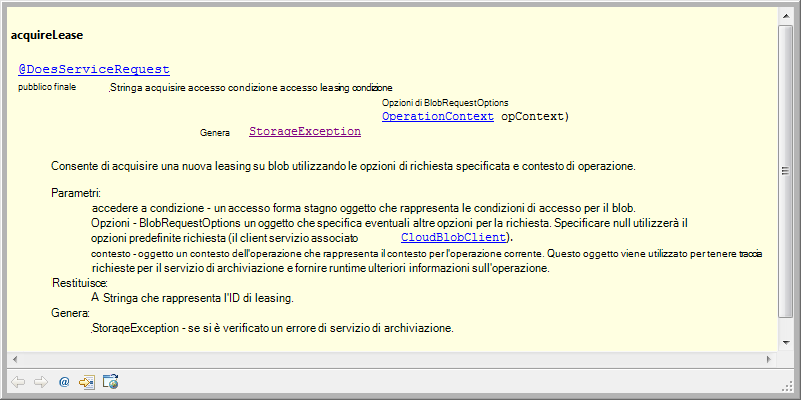 acquireLease
@DoesServiceRequest
pubblico finale .Stringa acquisire accesso condizione accesso leasing condizione
Opzioni di BlobRequestOptions
OperationContext opContext)
Genera StorageException
Consente di acquisire una nuova leasing su blob utilizzando le opzioni di richiesta specificata e contesto di operazione.
Parametri:
accedere a condizione - un accesso forma stagno oggetto che rappresenta le condizioni di accesso per il blob.
Opzioni - BlobRequestOptions un oggetto che specifica eventuali altre opzioni per la richiesta. Specificare null utilizzerà il
opzioni predefinite richiesta (il client servizio associato CloudBlobClient).
contesto - oggetto un contesto dell'operazione che rappresenta il contesto per l'operazione corrente. Questo oggetto viene utilizzato per tenere traccia
richieste per il servizio di archiviazione e fornire runtime ulteriori informazioni sull'operazione.
Restituisce:
A Stringa che rappresenta l'ID di leasing.
Genera:
.StorageException - se si è verificato un errore di servizio di archiviazione.